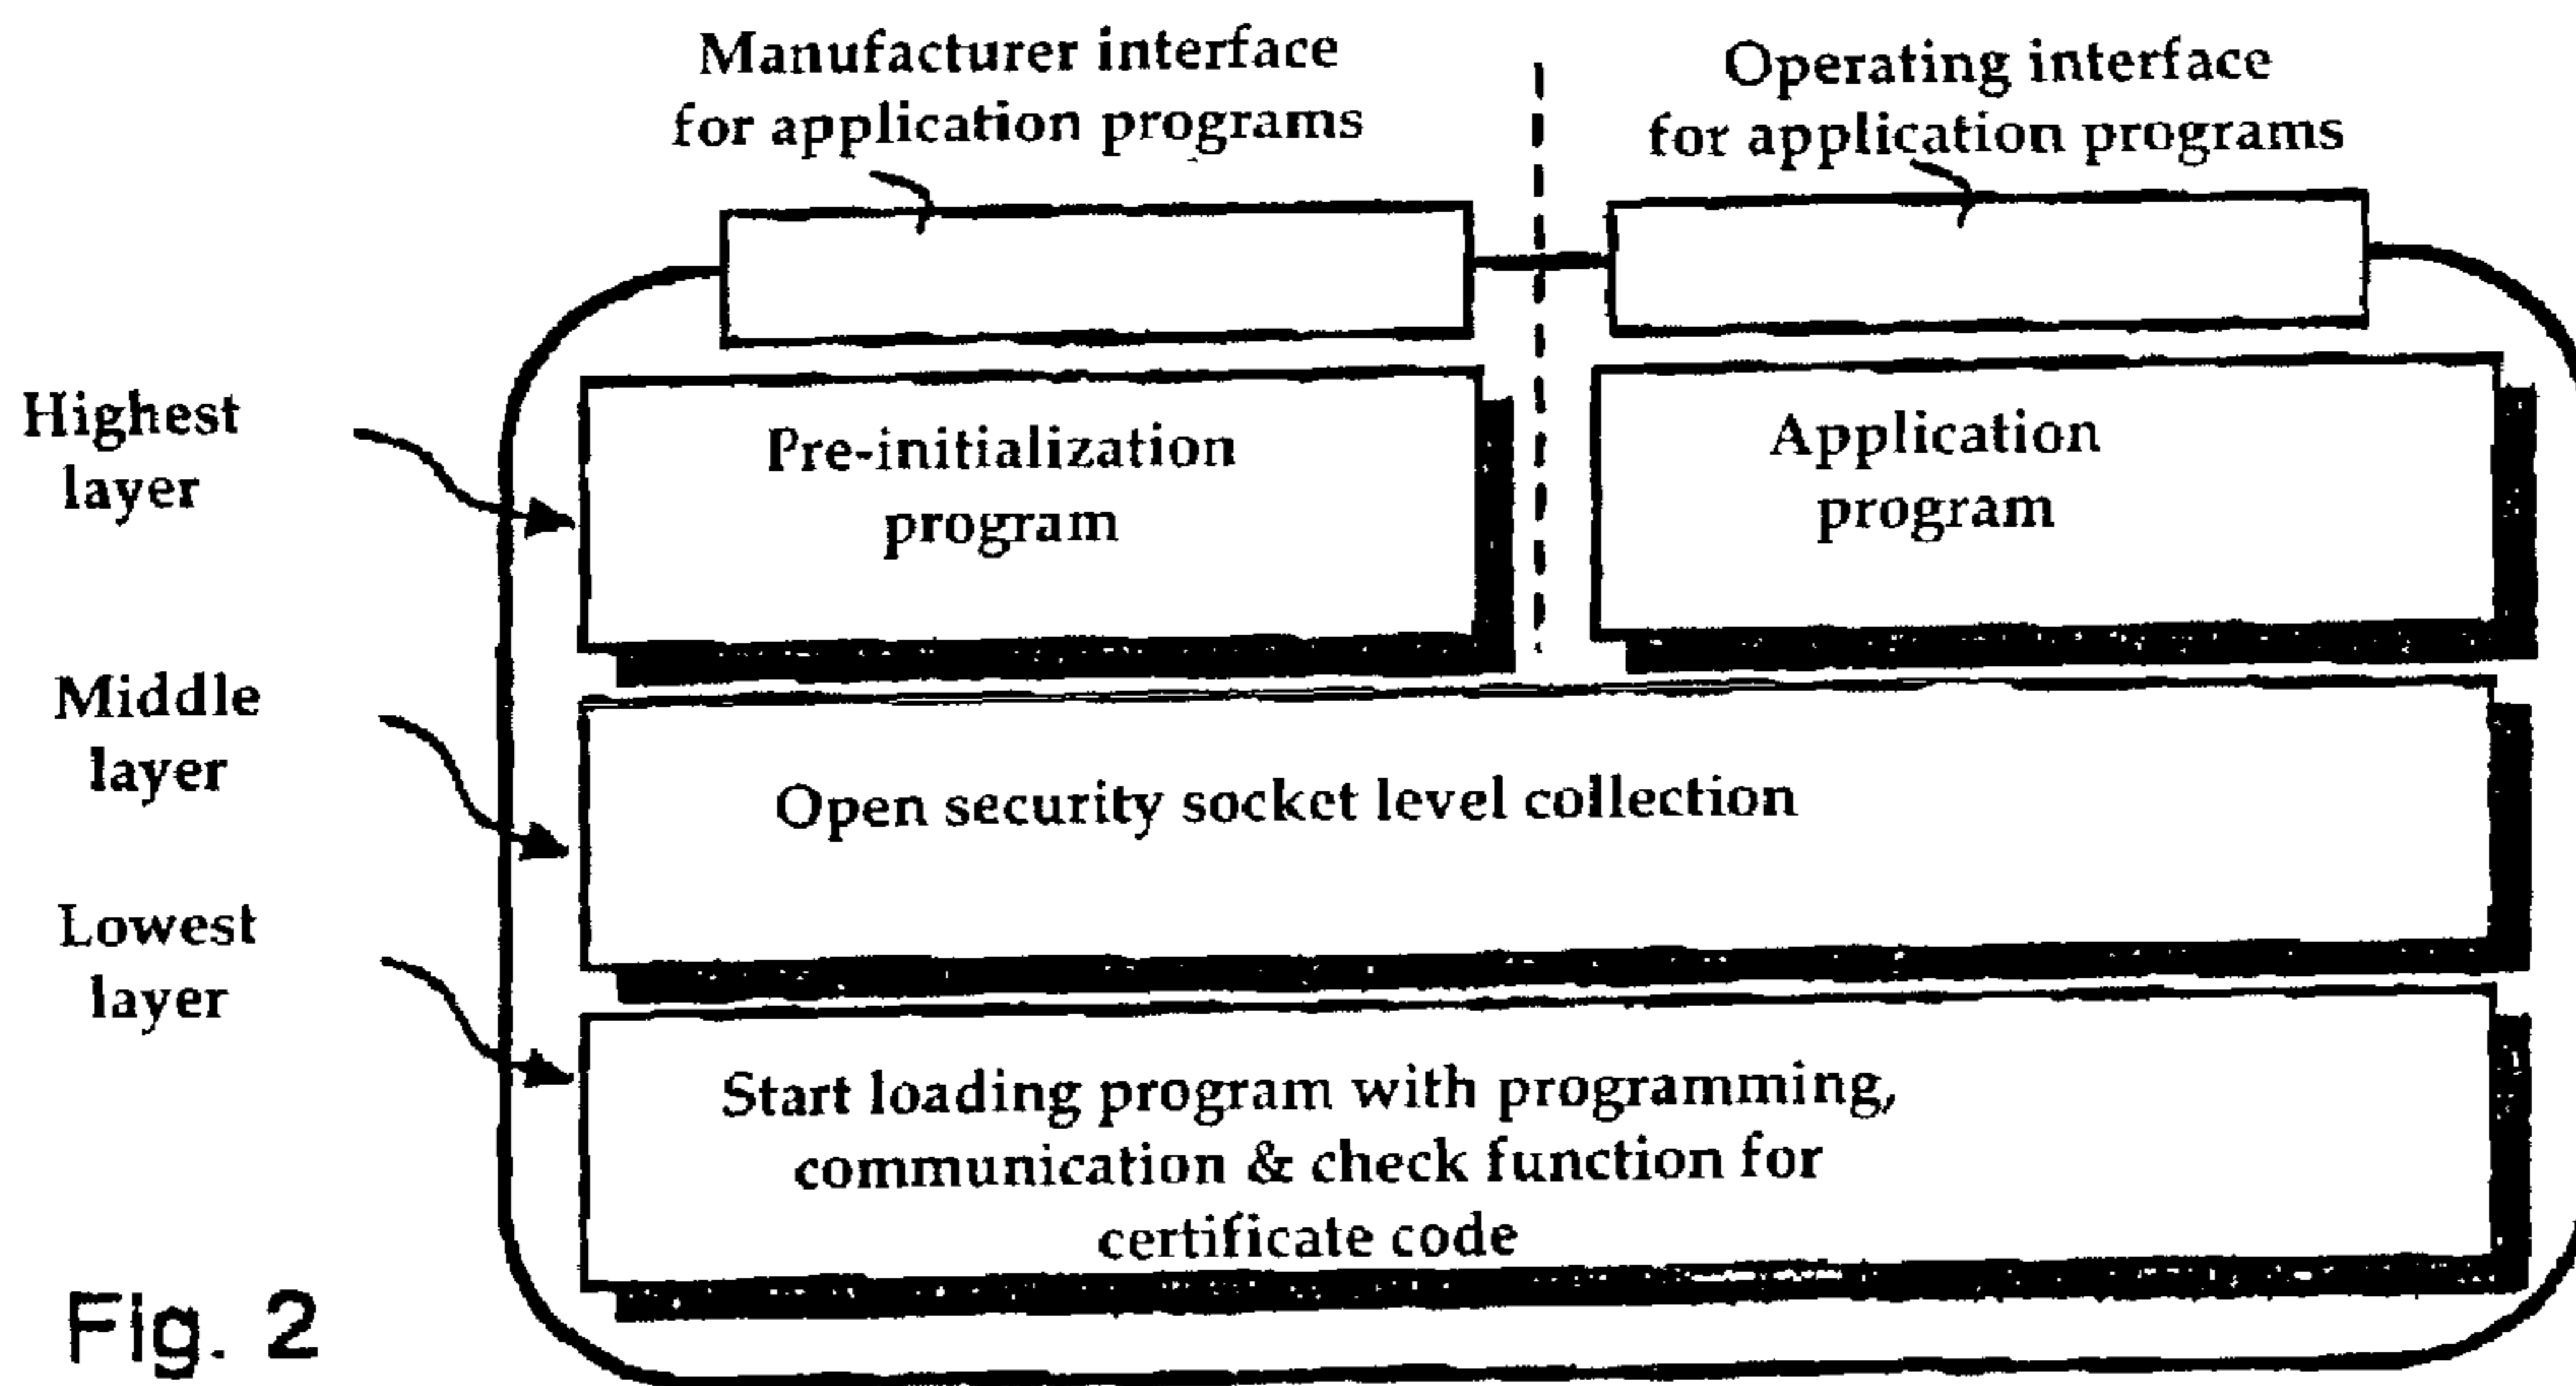 Manufacturer interface
for application programs
Operating interface
for application programs
Highest
layer
Pre-initialization
program
Application
program
Middle
layer
Open security socket level collection
Lowest
layer
Start loading program with programming,
communication & check function for
certificate code
Fig. 2